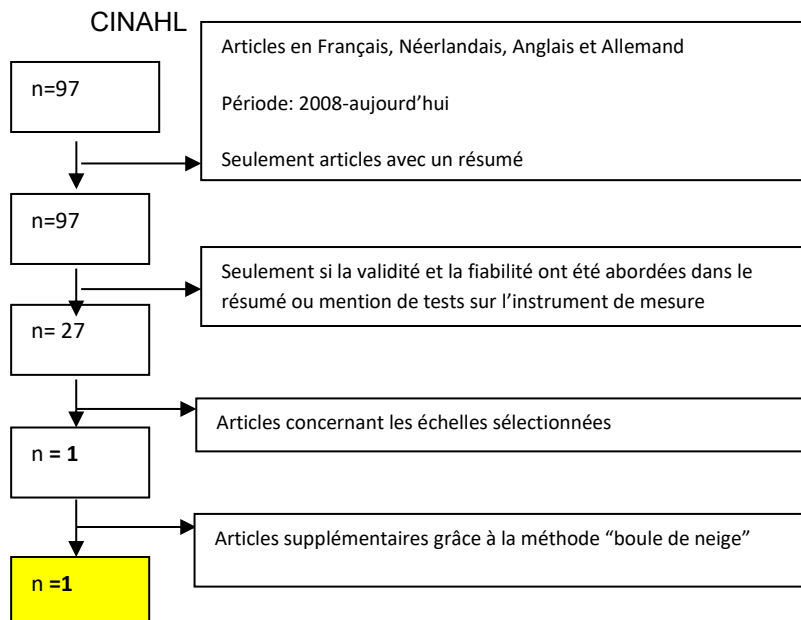 CINAHL
n=97
Articles en Français, Néerlandais, Anglais et Allemand
Période: 2008-aujourd’hui
Seulement articles avec un résumé
n=97
Seulement si la validité et la fiabilité ont été abordées dans le
résumé ou mention de tests sur l’instrument de mesure
n= 27
Articles concernant les échelles sélectionnées
n = 1
Articles supplémentaires grâce à la méthode “boule de neige”
n =1